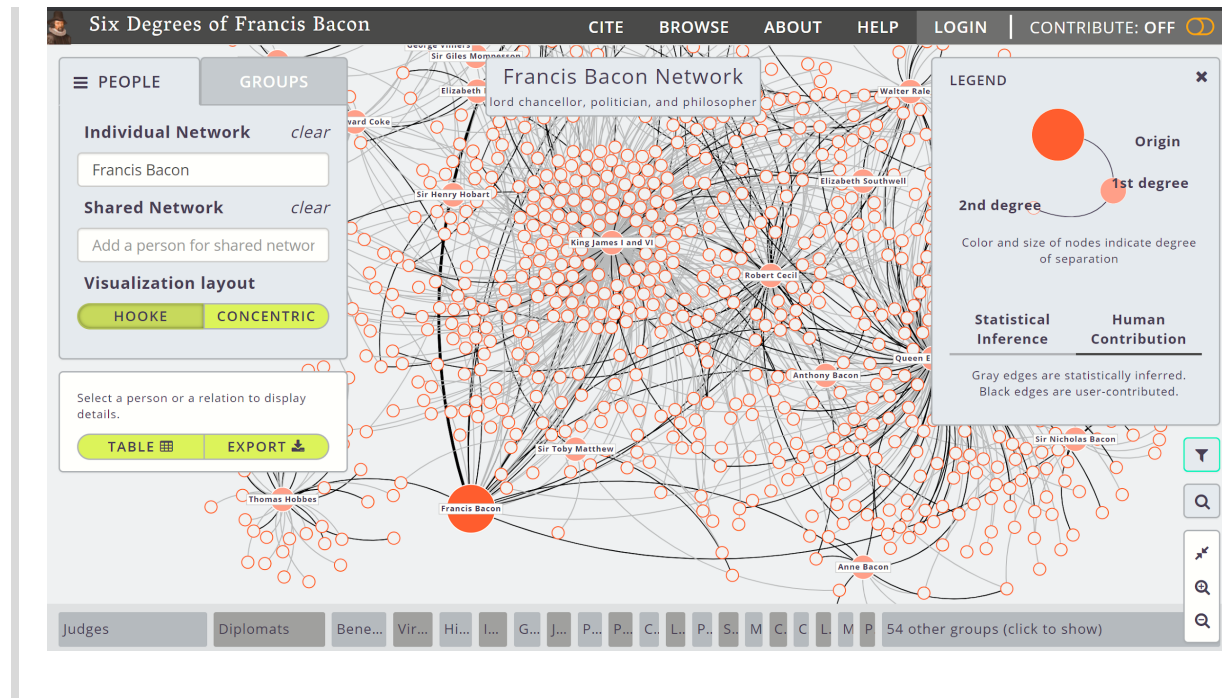 Six Degrees of Francis Bacon
CITE
BROWSE
ABOUT
HELP
LOGIN
CONTRIBUTE: OFF
PEOPLE
GROUPS
Individual Network
clear
Francis Bacon
Shared Network
clear
Add a person for shared networ
Visualization layout
HOOKE
CONCENTRIC
Select a person or a relation to display
details.
TABLE
EXPORT
Francis Bacon Network
lord chancellor, politician, and philosopher
George Villiers
Sir Giles Mompesson
Elizabeth
Walter Rale
ward Coke
Elizabeth Southwell
Sir Henry Hobart
King James I and VI
Robert Cecil
Queen E
Anthony Bacon
Sir Nicholas Bacon
Sir Toby Matthew
Thomas Hobbes
Francis Bacon
Anne Bacon
LEGEND
Origin
1st degree
2nd degree
Color and size of nodes indicate degree
of separation
Statistical
Inference
Human
Contribution
Gray edges are statistically inferred.
Black edges are user-contributed.
Judges
Diplomats
Bene...
Vir...
Hi...
I...
G...
J...
P...
P...
C..
L..
P..
S..
M
C.
C
L.
M
P
54 other groups (click to show)